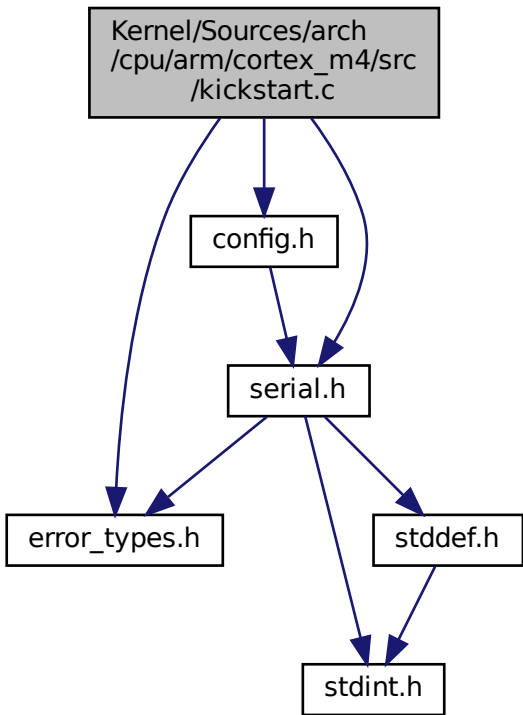 Kernel/Sources/arch
/cpu/arm/cortex_m4/src
/kickstart.c
config.h
serial.h
error_types.h
stddef.h
stdint.h